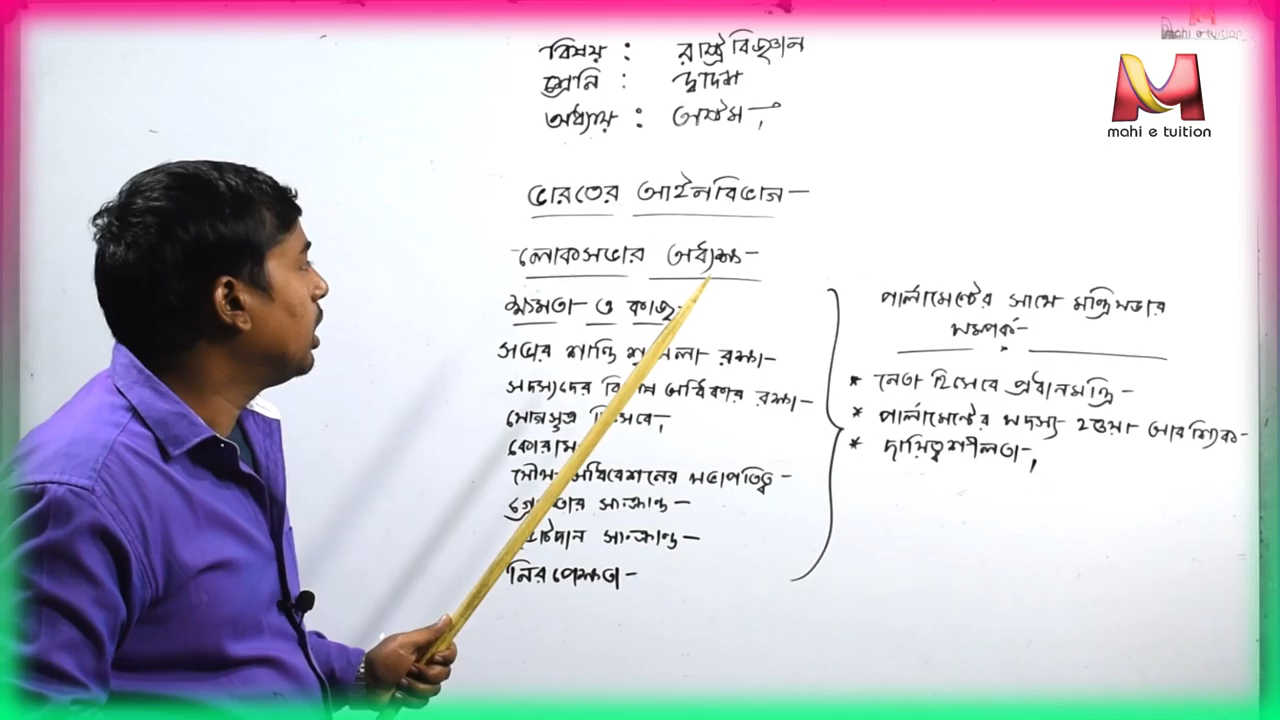 বিষয় : রাষ্ট্রবিজ্ঞান
শ্রেনি : দ্বাদশ
অধ্যায় : অষ্টম –,
ভারতের আইনবিভাগ –
লোকসভার অধ্যক্ষ –
ক্ষমতা ও কাজ –
সভার শান্তি রক্ষা –
সদস্যদের অধিকার রক্ষা –
যোগসূত্র
কোরাম
যৌথ অধিবেশনের সভাপতিত্ব –
সংক্রান্ত –
সংক্রান্ত –
নিরপেক্ষতা –
পার্লামেন্টের সাথে মন্ত্রিসভার
সম্পর্ক –
* নেতা হিসেবে প্রধানমন্ত্রি –
* পার্লামেন্টের সদস্য হওয়া আবশ্যিক –
* দায়িত্বশীলতা –,
mahi e tuition
mahi e tuition